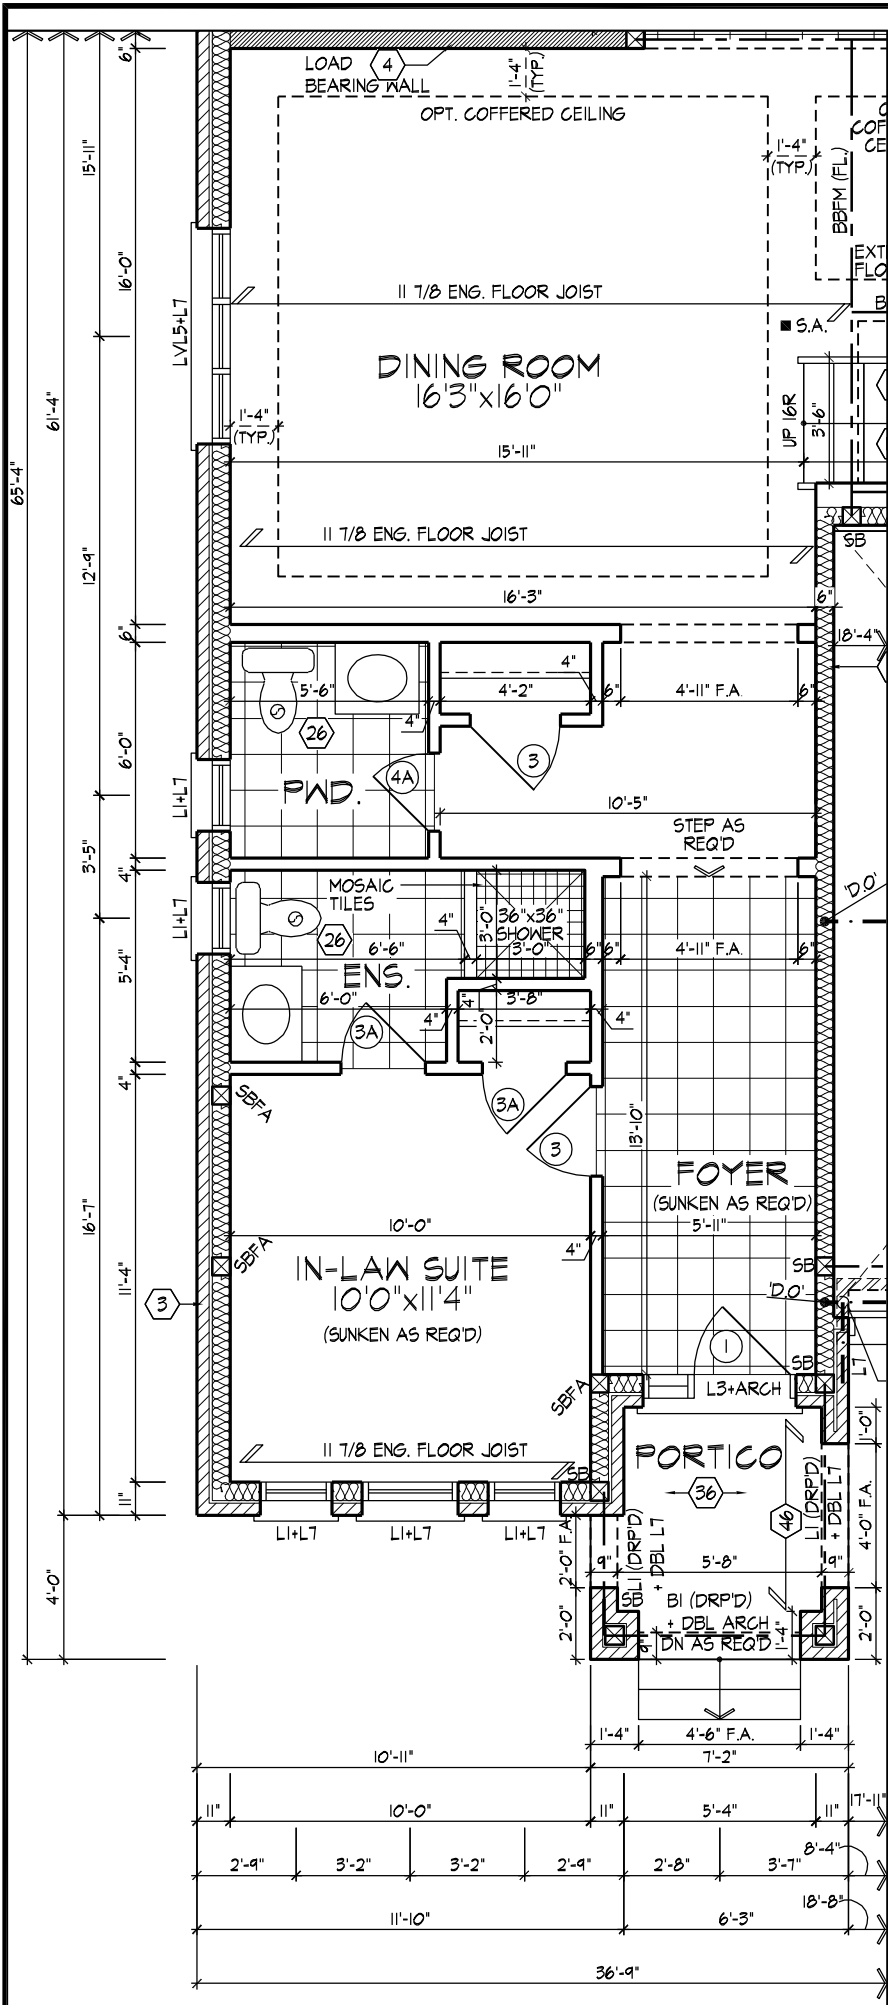 6"
LOAD
BEARING WALL
4
1'-4"
(TYP.)
OPT. COFFERED CEILING
1'-4"
(TYP.)
BBFM (FL.)
15'-11"
16'-0"
LVL5+L7
11 7/8 ENG. FLOOR JOIST
S.A.
DINING ROOM
16'3"x16'0"
UP 16R
3'-6"
1'-4"
(TYP.)
15'-11"
61'-4"
65'-4"
12'-9"
11 7/8 ENG. FLOOR JOIST
SB
16'-3"
6"
6"
18'-4"
4"
5'-6"
4'-2"
6"
4'-11" F.A.
6"
4"
26
3
6'-0"
4A
PWD.
L1+L7
10'-5"
STEP AS
REQ'D
3'-5"
4"
MOSAIC
TILES
'D.O'
L1+L7
26
4"
3'-0"
36"x36"
SHOWER
3'-0"
6'-6"
6"
6"
4'-11" F.A.
6"
5'-4"
ENS.
6'-0"
4"
3'-8"
4"
4"
3A
2'-0"
4"
SBFA
3A
13'-10"
3
FOYER
(SUNKEN AS REQ'D)
16'-7"
10'-0"
5'-11"
4"
SBFA
SB
IN-LAW SUITE
10'0"x11'4"
(SUNKEN AS REQ'D)
11'-4"
3
'D.O'
1
SB
L7
SBFA
L3+ARCH
1'-0"
11 7/8 ENG. FLOOR JOIST
SB
PORTICO
36
46
11"
L1+L7
L1+L7
L1+L7
2'-0" F.A.
L1 (DRP'D)
+ DBL L7
L1 (DRP'D)
+ DBL L7
4'-0" F.A.
9"
5'-8"
9"
4'-0"
2'-0"
SB
B1 (DRP'D)
+ DBL ARCH
DN AS REQ'D
9"
1'-4"
2'-0"
1'-4"
4'-6" F.A.
1'-4"
10'-11"
7'-2"
11"
10'-0"
11"
5'-4"
11"
17'-11"
2'-9"
3'-2"
3'-2"
2'-9"
2'-8"
3'-7"
8'-4"
11'-10"
6'-3"
18'-8"
36'-9"